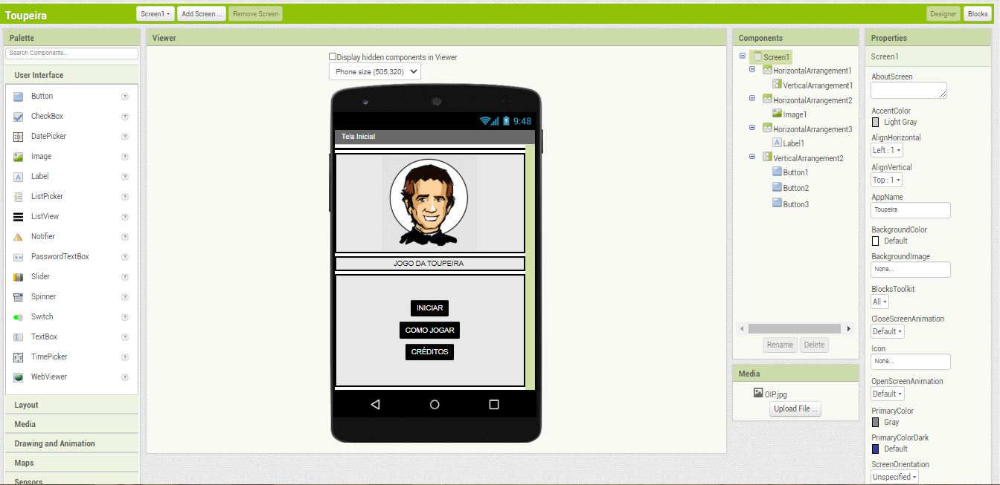 Toupeira
Screen1
Add Screen ...
Remove Screen
Designer
Blocks
Palette
Search Components...
User Interface
Button
CheckBox
DatePicker
Image
Label
ListPicker
ListView
Notifier
PasswordTextBox
Slider
Spinner
Switch
TextBox
TimePicker
WebViewer
Layout
Media
Drawing and Animation
Maps
Sensors
Viewer
Display hidden components in Viewer
Phone size (505,320)
9:48
Tela Inicial
JOGO DA TOUPEIRA
INICIAR
COMO JOGAR
CRÉDITOS
Components
Screen1
HorizontalArrangement1
VerticalArrangement1
HorizontalArrangement2
Image1
HorizontalArrangement3
Label1
VerticalArrangement2
Button1
Button2
Button3
Rename
Delete
Media
OIP.jpg
Upload File ...
Properties
Screen1
AboutScreen
AccentColor
Light Gray
AlignHorizontal
Left : 1
AlignVertical
Top : 1
AppName
Toupeira
BackgroundColor
Default
BackgroundImage
None...
BlocksToolkit
All
CloseScreenAnimation
Default
Icon
None...
OpenScreenAnimation
Default
PrimaryColor
Gray
PrimaryColorDark
Default
ScreenOrientation
Unspecified